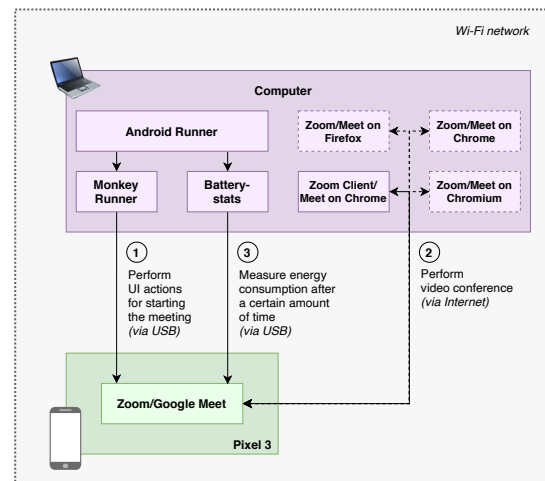 Wi-Fi network
Computer
Android Runner
Zoom/Meet on
Firefox
Zoom/Meet on
Chrome
Monkey
Runner
Battery-
stats
Zoom Client/
Meet on Chrome
Zoom/Meet on
Chromium
1
Perform
UI actions
for starting
the meeting
(via USB)
3
Measure energy
consumption after
a certain amount
of time
(via USB)
2
Perform
video conference
(via Internet)
Zoom/Google Meet
Pixel 3